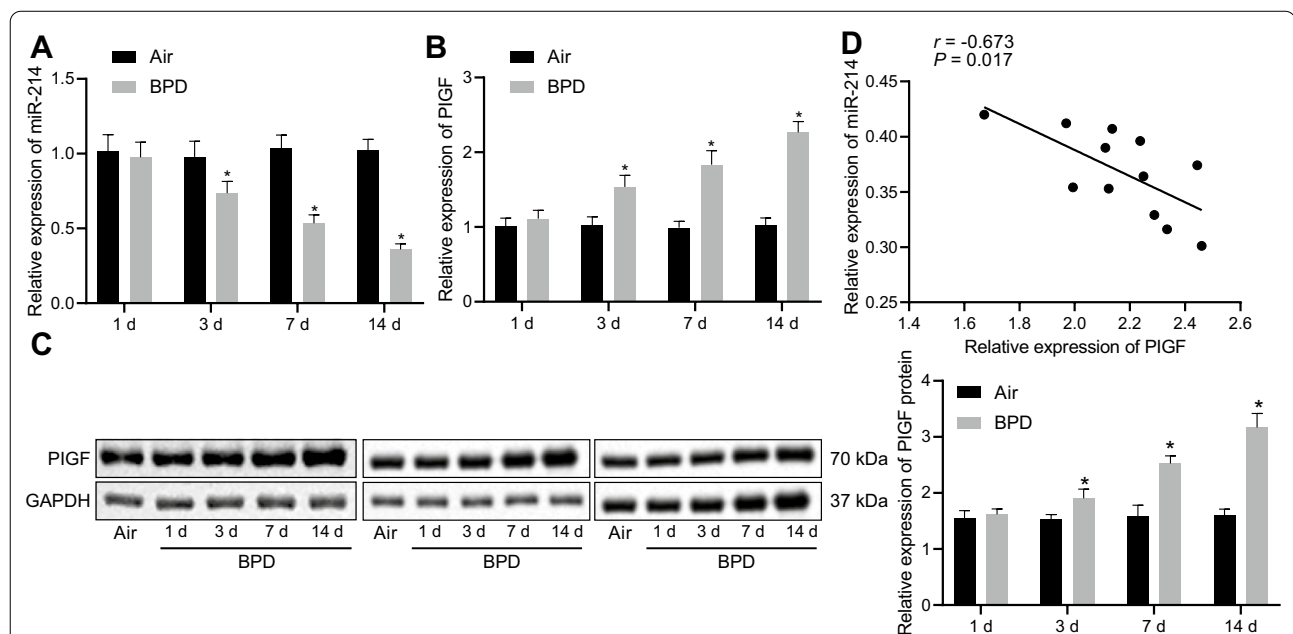 A
Air
BPD
Relative expression of miR-214
1.5
1.0
0.5
0.0
*
*
*
1 d
3 d
7 d
14 d
B
Air
BPD
Relative expression of PlGF
3
2
1
0
*
*
*
1 d
3 d
7 d
14 d
D
r = -0.673
P = 0.017
Relative expression of miR-214
0.45
0.40
0.35
0.30
0.25
1.4 1.6 1.8 2.0 2.2 2.4 2.6
Relative expression of PlGF
C
PlGF
70 kDa
GAPDH
37 kDa
Air 1 d 3 d 7 d 14 d Air 1 d 3 d 7 d 14 d Air 1 d 3 d 7 d 14 d
BPD BPD BPD
Air
BPD
Relative expression of PlGF protein
4
3
2
1
0
*
*
*
1 d
3 d
7 d
14 d